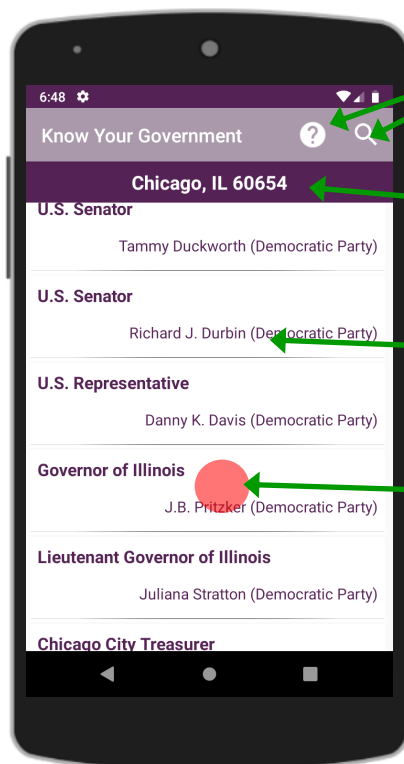 6:48
Know Your Government
Chicago, IL 60654
U.S. Senator
Tammy Duckworth (Democratic Party)
U.S. Senator
Richard J. Durbin (Democratic Party)
U.S. Representative
Danny K. Davis (Democratic Party)
Governor of Illinois
J.B. Pritzker (Democratic Party)
Lieutenant Governor of Illinois
Juliana Stratton (Democratic Party)
Chicago City Treasurer